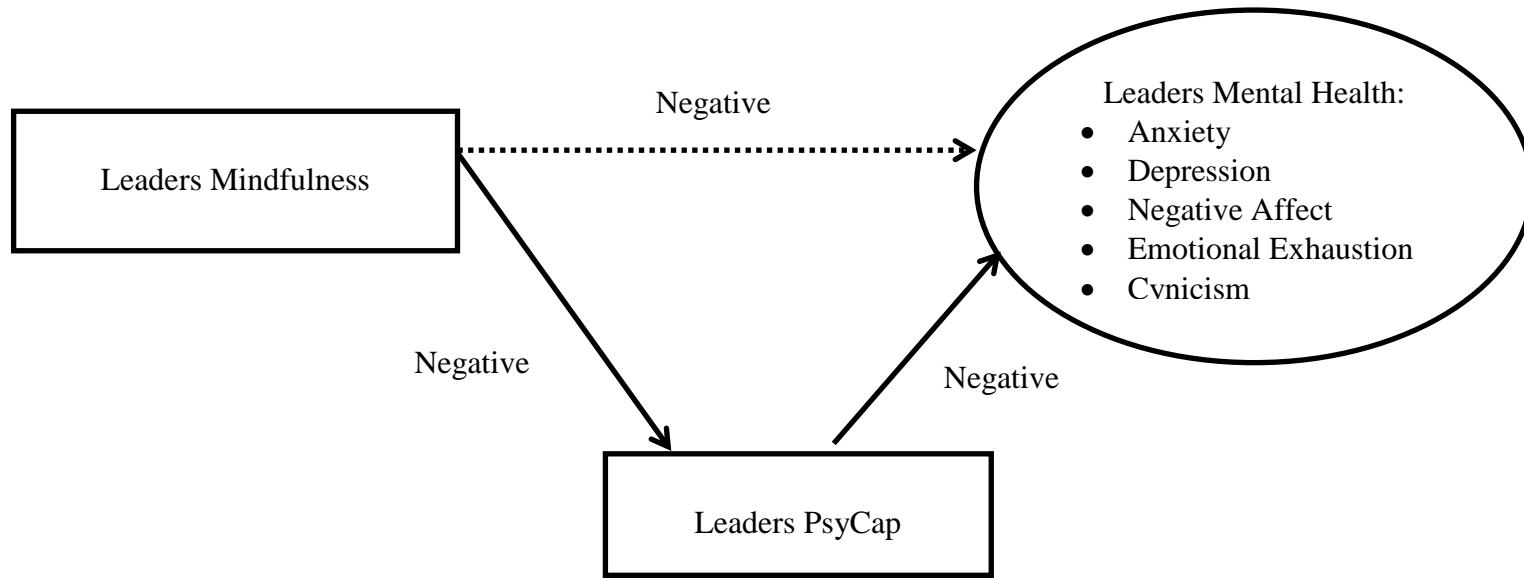 Negative
Leaders Mindfulness
Leaders Mental Health:
• Anxiety
• Depression
• Negative Affect
• Emotional Exhaustion
• Cvnicism
Negative
Negative
Leaders PsyCap